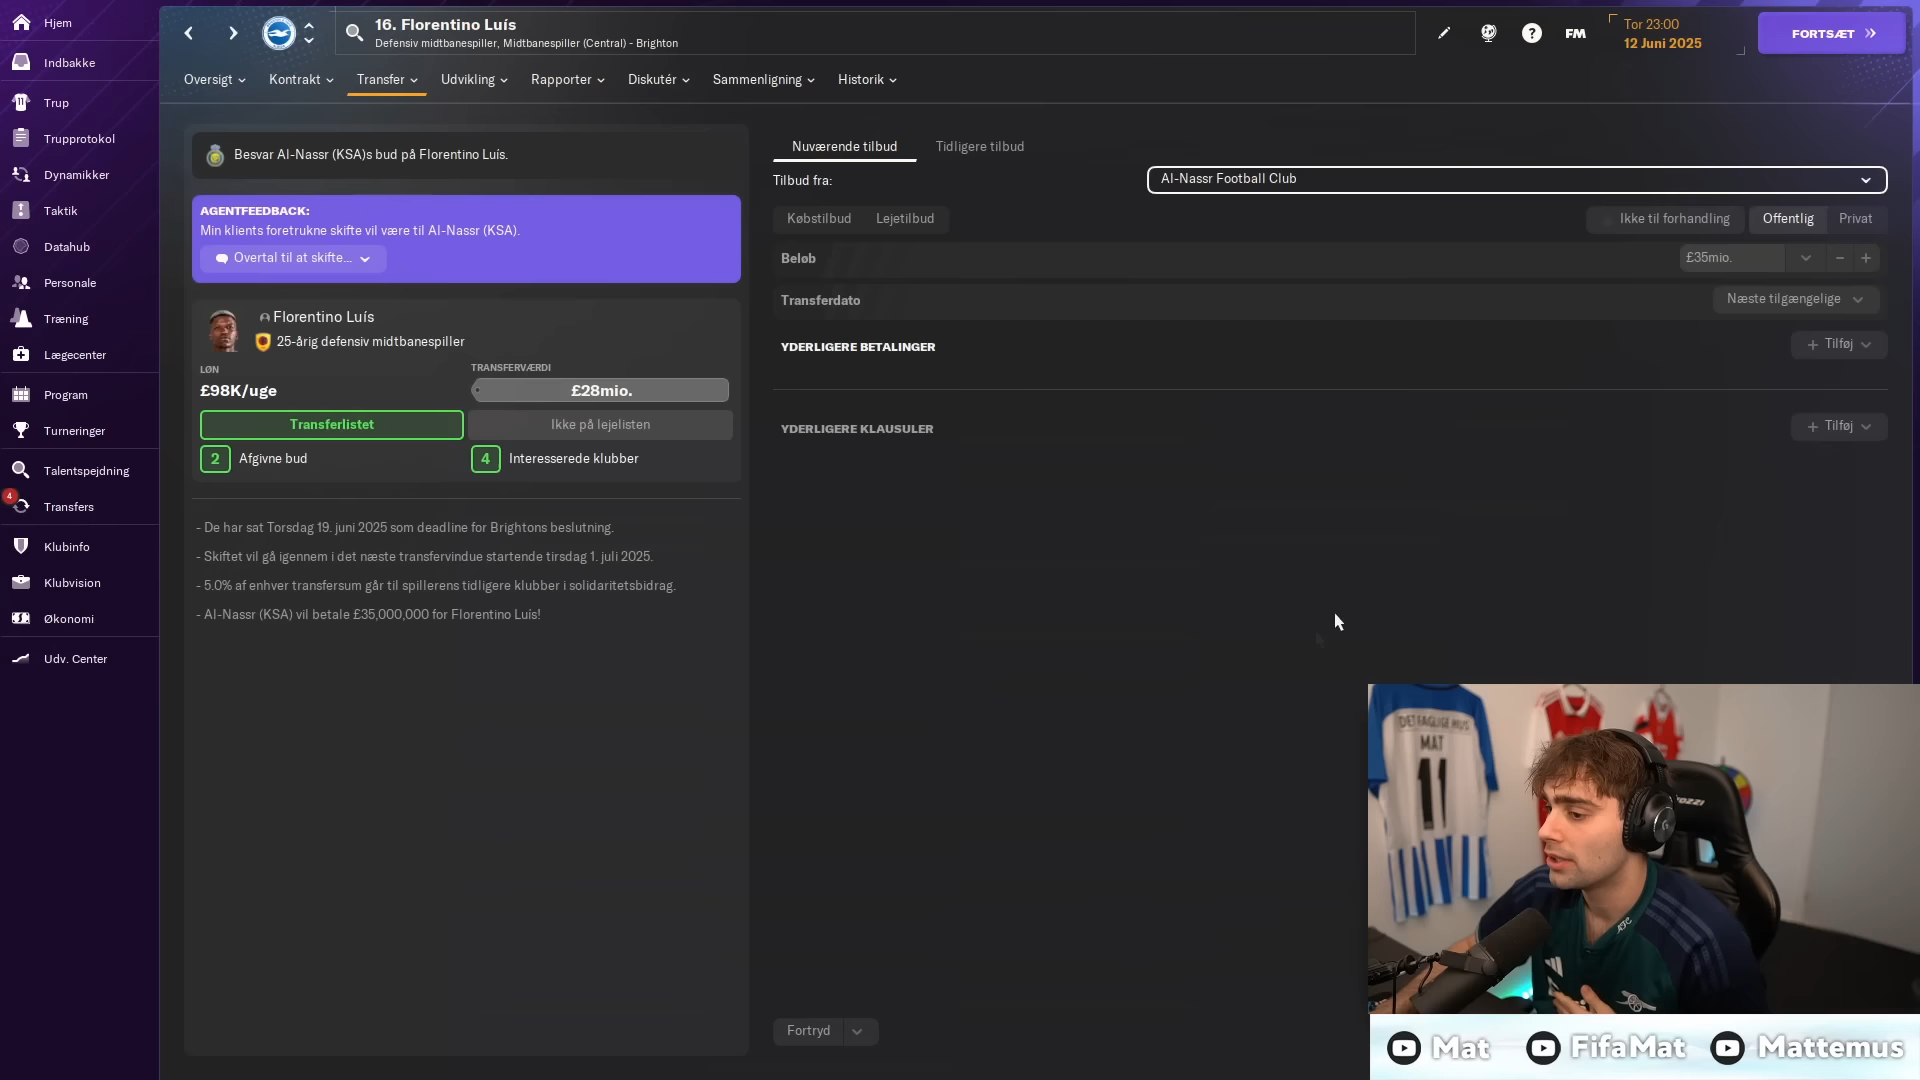 Hjem
Indbakke
Trup
Trupprotokol
Dynamikker
Taktik
Datahub
Personale
Træning
Lægecenter
Program
Turneringer
Talentspejdning
4
Transfers
Klubinfo
Klubvision
Økonomi
Udv. Center
16. Florentino Luís
Defensiv midtbanespiller, Midtbanespiller (Central) - Brighton
FM
Tor 23:00
12 Juni 2025
FORTSÆT
Oversigt
Kontrakt
Transfer
Udvikling
Rapporter
Diskutér
Sammenligning
Historik
Besvar Al-Nassr (KSA)s bud på Florentino Luís.
AGENTFEEDBACK:
Min klients foretrukne skifte vil være til Al-Nassr (KSA).
Overtal til at skifte...
Florentino Luís
25-årig defensiv midtbanespiller
LØN
£98K/uge
TRANSFERVÆRDI
£28mio.
Transferlistet
Ikke på lejelisten
2 Afgivne bud
4 Interesserede klubber
- De har sat Torsdag 19. juni 2025 som deadline for Brightons beslutning.
- Skiftet vil gå igennem i det næste transfervindue startende tirsdag 1. juli 2025.
- 5.0% af enhver transfersum går til spillerens tidligere klubber i solidaritetsbidrag.
- Al-Nassr (KSA) vil betale £35,000,000 for Florentino Luís!
Nuværende tilbud
Tidligere tilbud
Tilbud fra:
Al-Nassr Football Club
Købstilbud
Lejetilbud
Ikke til forhandling
Offentlig
Privat
Beløb
£35mio.
Transferdato
Næste tilgængelige
YDERLIGERE BETALINGER
+ Tilføj
YDERLIGERE KLAUSULER
+ Tilføj
Fortryd
DET FAGLIGE HUS
MAT
11
AFC
Mat
FifaMat
Mattemus